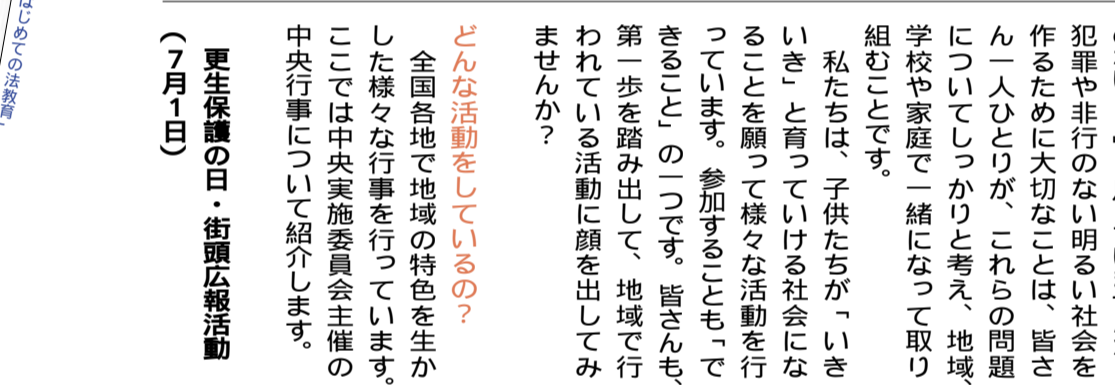 犯罪や非行のない明るい社会を
作るために大切なことは、皆さ
ん一人ひとりが、これらの問題
についてしっかりと考え、地域、
学校や家庭で一緒になって取り
組むことです。
私たちは、子供たちが「いき
いき」と育っていける社会にな
ることを願って様々な活動を行
っています。参加することも「で
きること」の一つです。皆さんも、
第一歩を踏み出して、地域で行
われている活動に顔を出してみ
ませんか？
どんな活動をしているの？
全国各地で地域の特色を生か
した様々な行事を行っています。
ここでは中央実施委員会主催の
中央行事について紹介します。
更生保護の日・街頭広報活動
（7月1日）
はじめての法教育